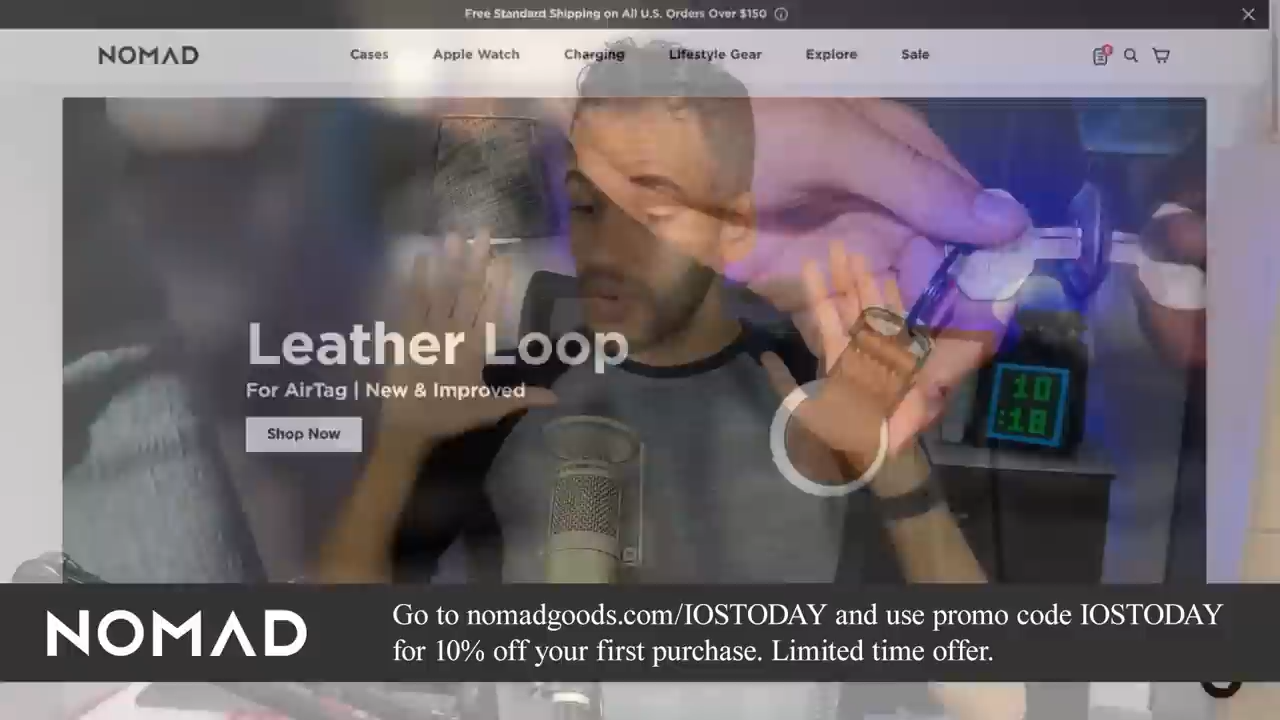 Free Standard Shipping on All U.S. Orders Over $150
NOMAD
Cases
Apple Watch
Charging
Lifestyle Gear
Explore
Sale
Leather Loop
For AirTag | New & Improved
Shop Now
10
:18
NOMAD
Go to nomadgoods.com/IOSTODAY and use promo code IOSTODAY
for 10% off your first purchase. Limited time offer.